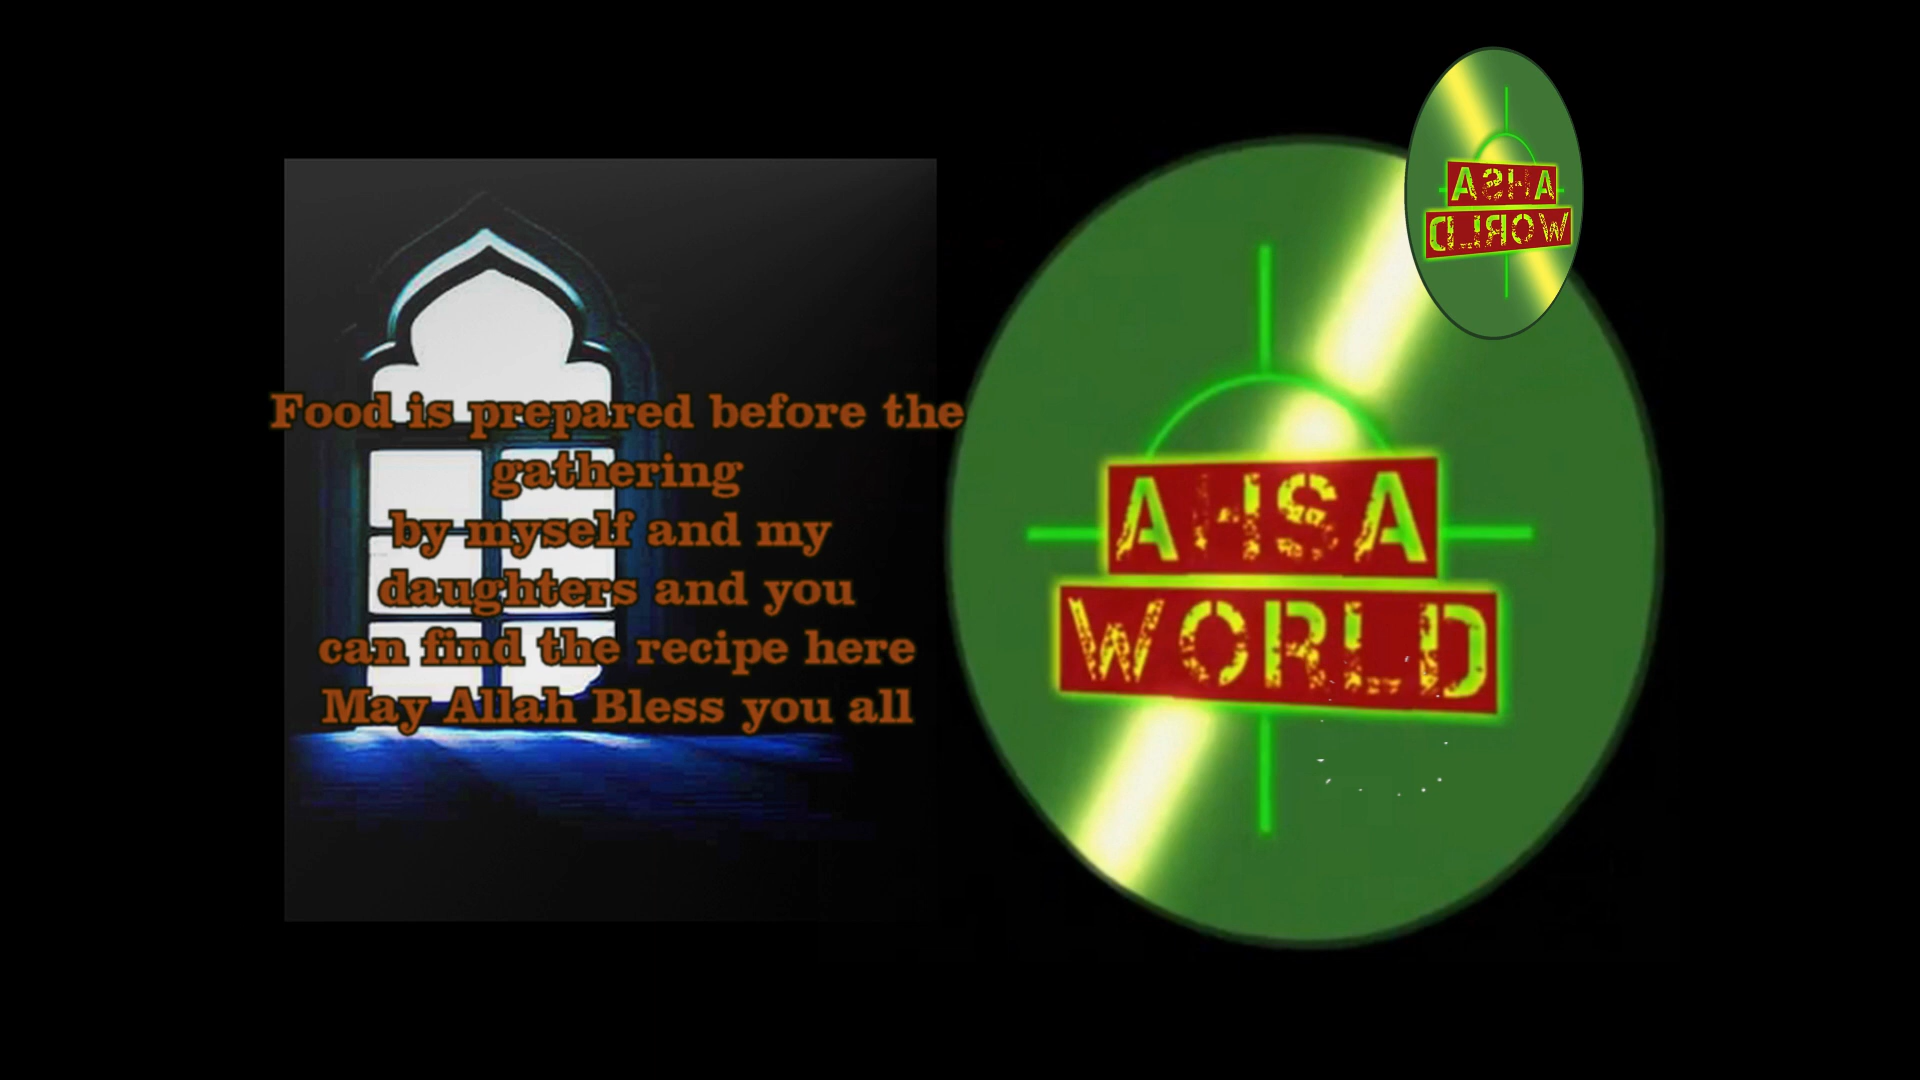 Food is prepared before the
gathering
by myself and my
daughters and you
can find the recipe here
May Allah Bless you all
AHSA
WORLD
AHSA
WORLD